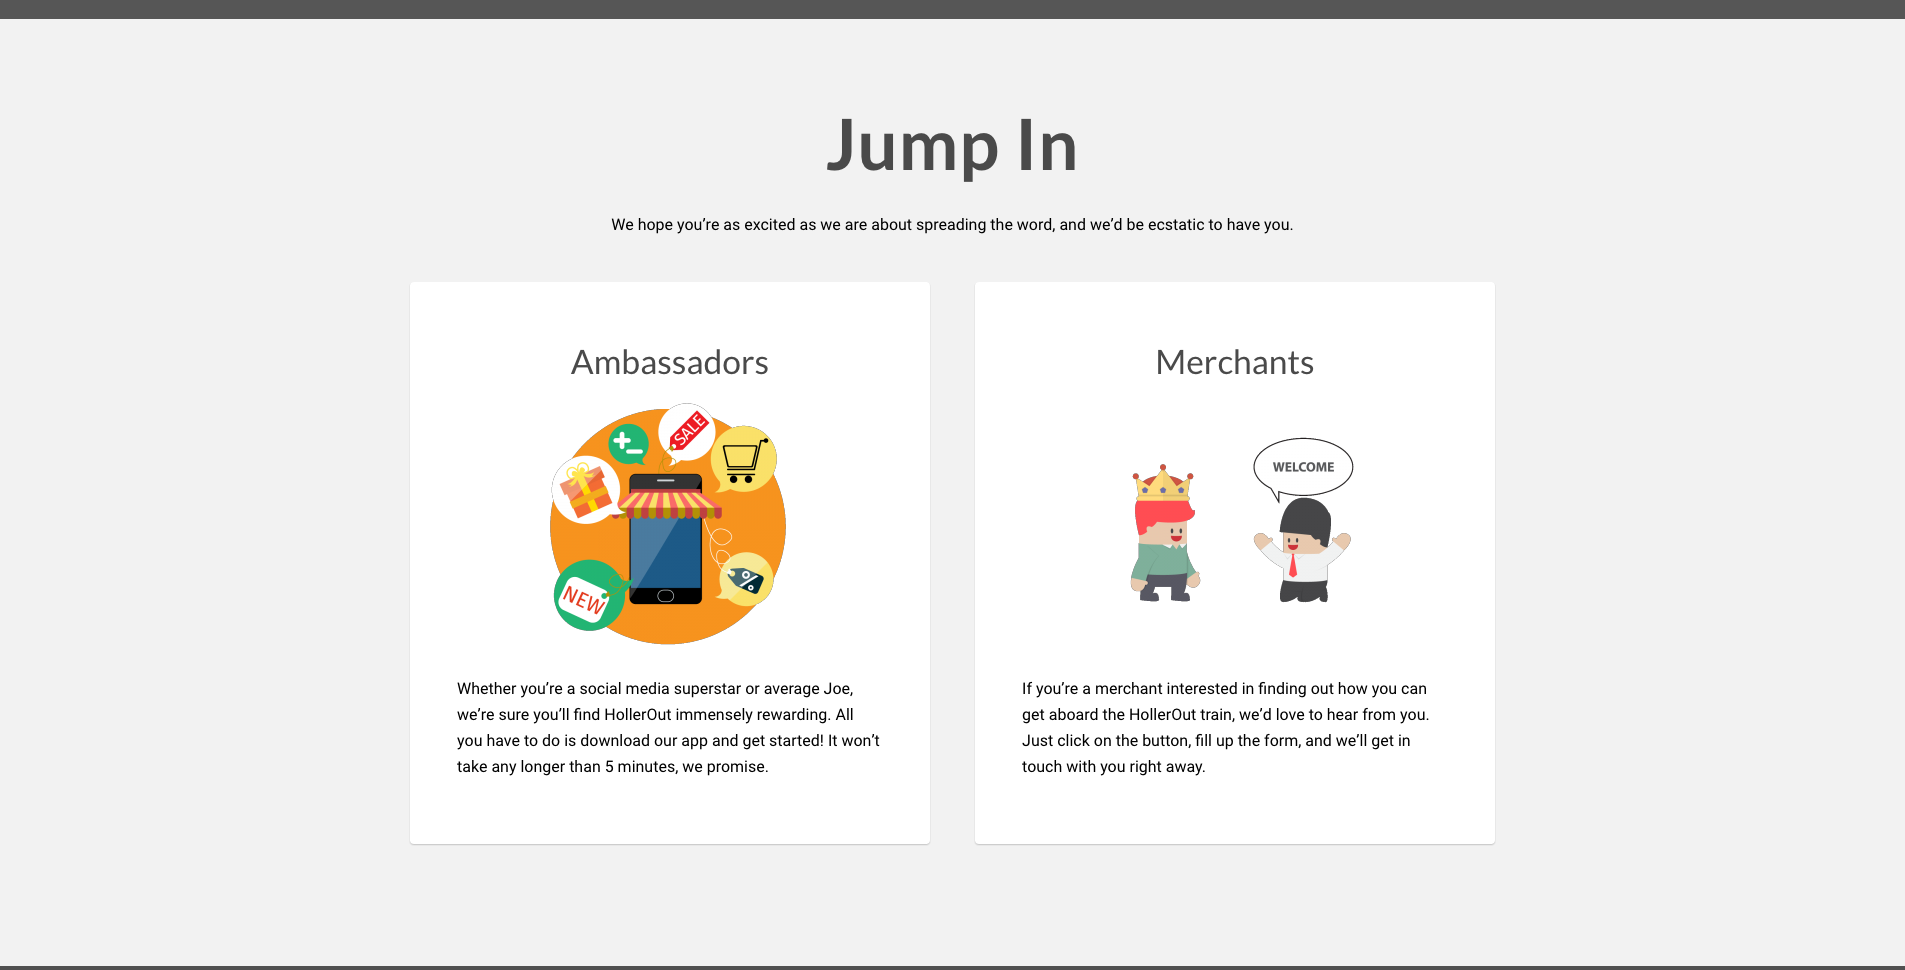 Jump In
We hope you’re as excited as we are about spreading the word, and we’d be ecstatic to have you.
Ambassadors
SALE
NEW
Whether you’re a social media superstar or average Joe,
we’re sure you’ll find HollerOut immensely rewarding. All
you have to do is download our app and get started! It won’t
take any longer than 5 minutes, we promise.
Merchants
WELCOME
If you’re a merchant interested in finding out how you can
get aboard the HollerOut train, we’d love to hear from you.
Just click on the button, fill up the form, and we’ll get in
touch with you right away.